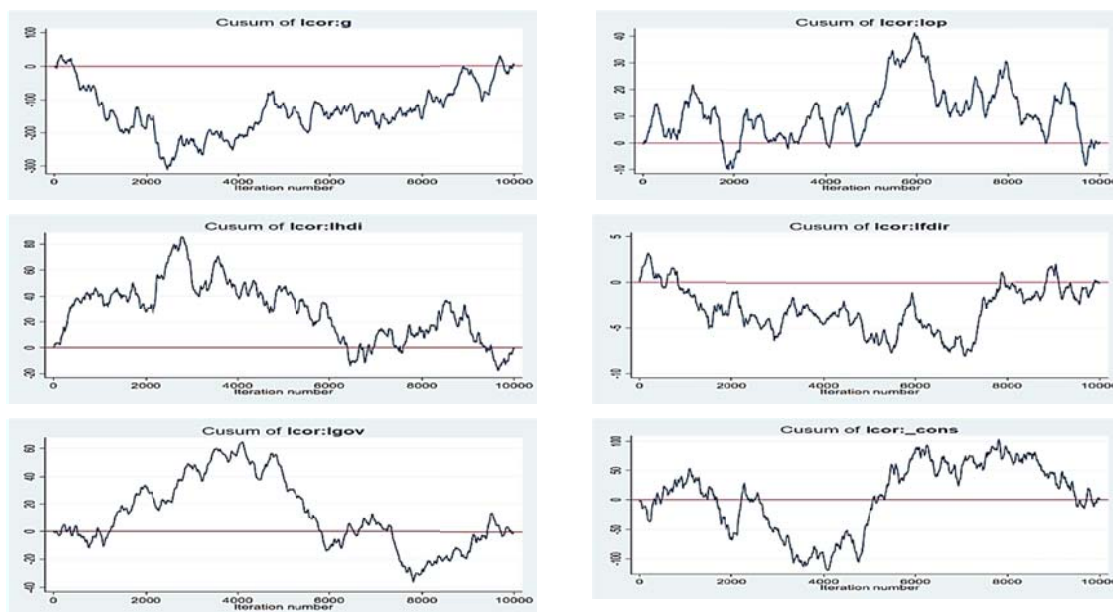 Cusum of lcor:g
100
0
-100
-200
-300
0 2000 4000 6000 8000 10000
Iteration number
Cusum of lcor:lop
40
30
20
10
0
-10
0 2000 4000 6000 8000 10000
Iteration number
Cusum of lcor:lhdi
80
60
40
20
0
-20
0 2000 4000 6000 8000 10000
Iteration number
Cusum of lcor:lfdir
5
0
-5
-10
0 2000 4000 6000 8000 10000
Iteration number
Cusum of lcor:lgov
60
40
20
0
-20
-40
0 2000 4000 6000 8000 10000
Iteration number
Cusum of lcor:_cons
100
50
0
-50
-100
0 2000 4000 6000 8000 10000
Iteration number